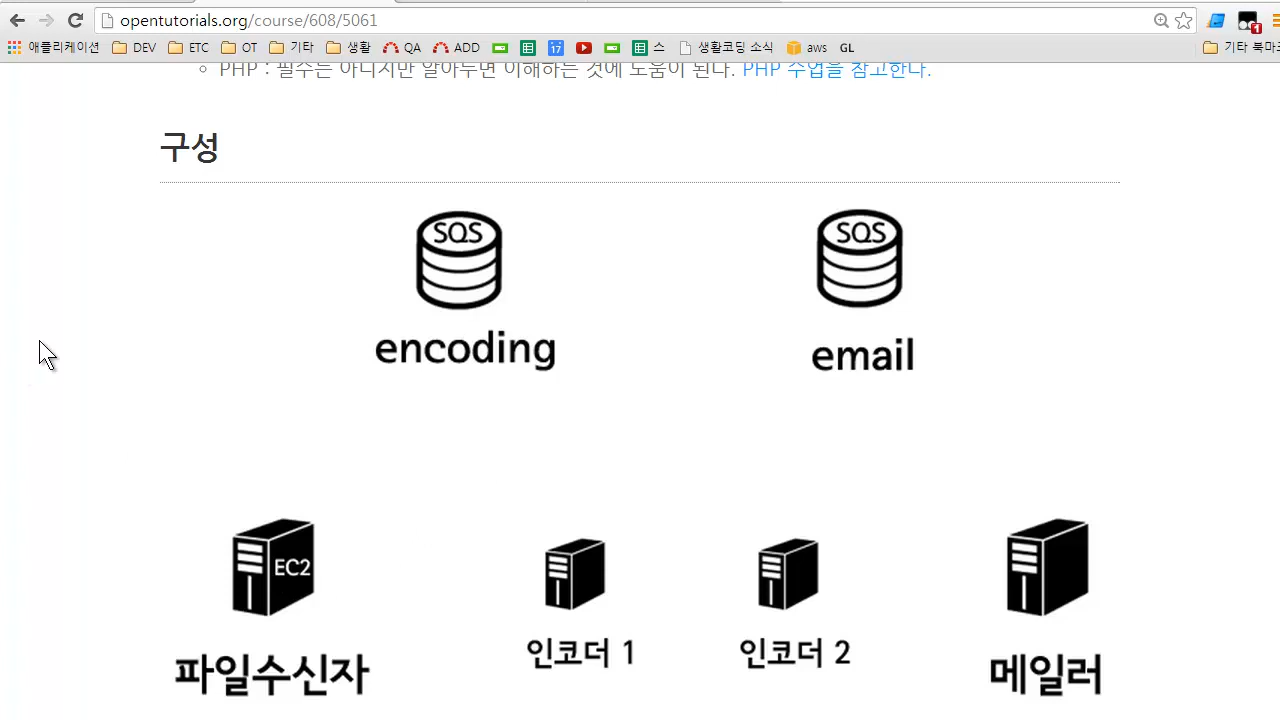 opentutorials.org/course/608/5061
애플리케이션 DEV ETC OT 기타 생활 QA ADD 17 스 생활코딩 소식 aws GL 기타 북마크
PHP : 필수는 아니지만 알아두면 이해하는 것에 도움이 된다. PHP 수업을 참고한다.
구성
SQS SQS
encoding email
EC2
파일수신자 인코더 1 인코더 2 메일러